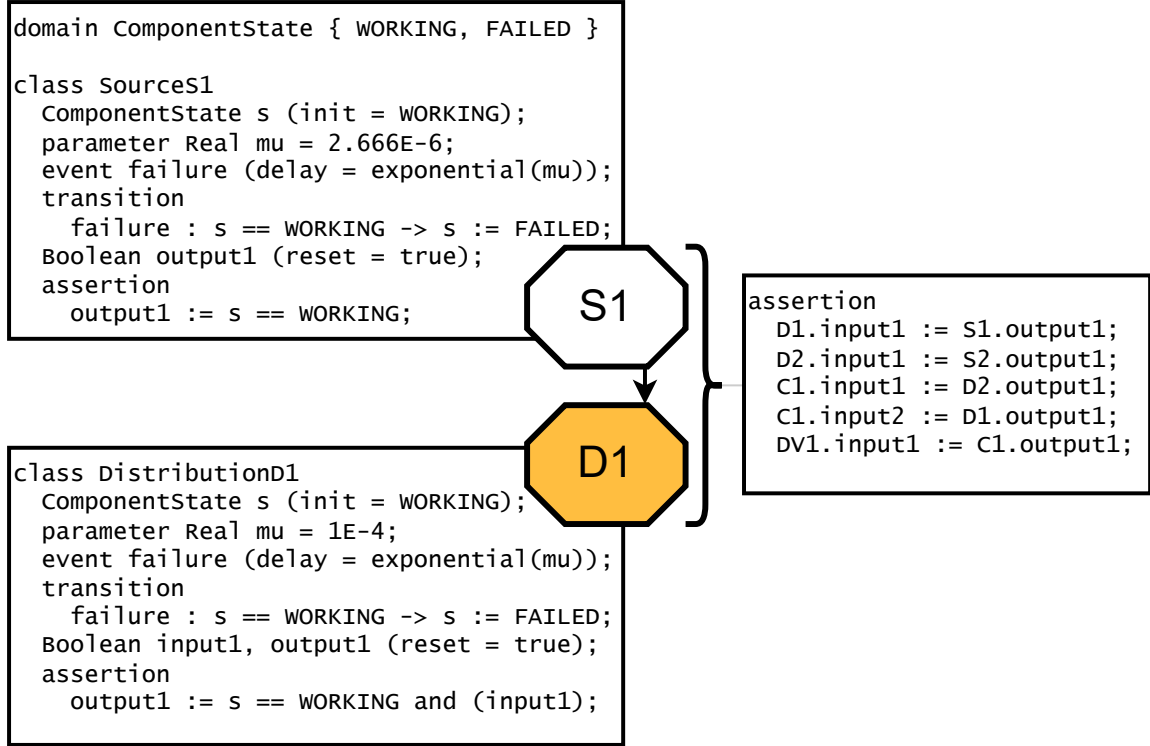 domain ComponentState { WORKING, FAILED }
class SourceS1
ComponentState s (init = WORKING);
parameter Real mu = 2.666E-6;
event failure (delay = exponential(mu));
transition
failure : s == WORKING -> s := FAILED;
Boolean output1 (reset = true);
assertion
output1 := s == WORKING;
S1
D1
class DistributionD1
ComponentState s (init = WORKING);
parameter Real mu = 1E-4;
event failure (delay = exponential(mu));
transition
failure : s == WORKING -> s := FAILED;
Boolean input1, output1 (reset = true);
assertion
output1 := s == WORKING and (input1);
assertion
D1.input1 := S1.output1;
D2.input1 := S2.output1;
C1.input1 := D2.output1;
C1.input2 := D1.output1;
DV1.input1 := C1.output1;